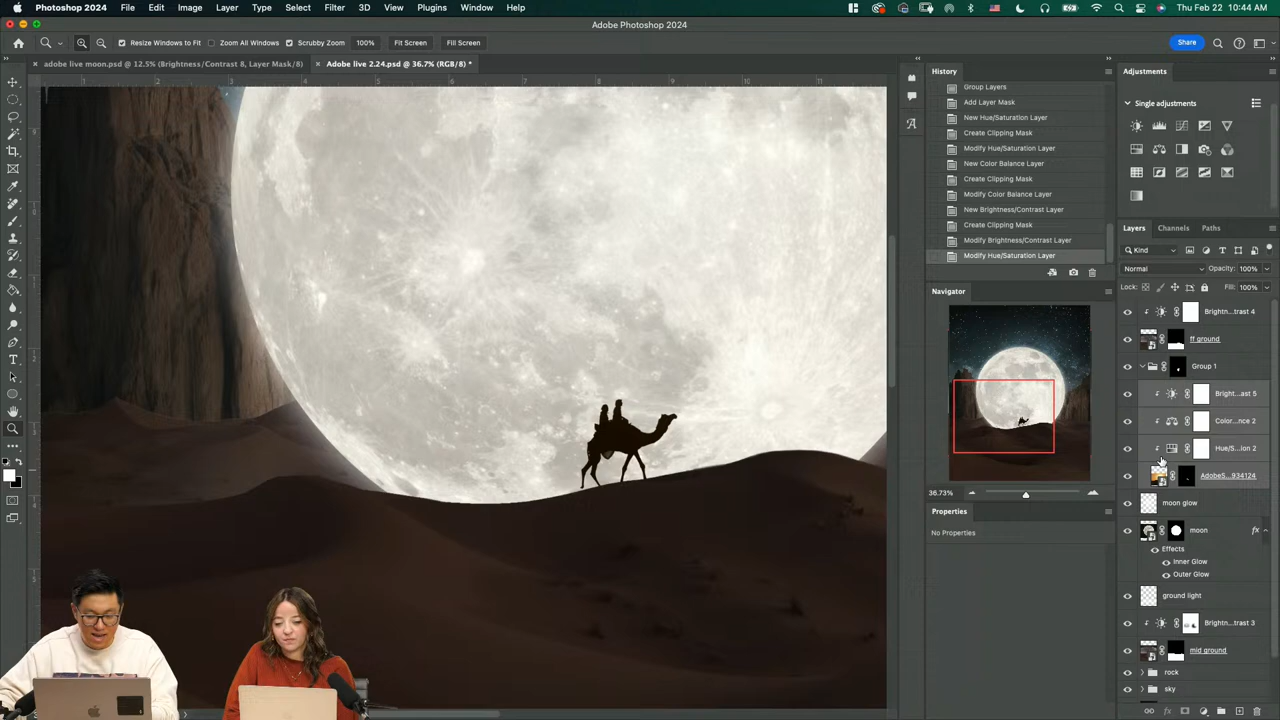 Photoshop 2024 File Edit Image Layer Type Select Filter 3D View Plugins Window Help
Thu Feb 22 10:44 AM
Adobe Photoshop 2024
Resize Windows to Fit Zoom All Windows Scrubby Zoom 100% Fit Screen Fill Screen
Share
adobe live moon.psd @ 12.5% (Brightness/Contrast 8, Layer Mask/8)
Adobe live 2.24.psd @ 36.7% (RGB/8) *
History
Group Layers
Add Layer Mask
New Hue/Saturation Layer
Create Clipping Mask
Modify Hue/Saturation Layer
New Color Balance Layer
Create Clipping Mask
Modify Color Balance Layer
New Brightness/Contrast Layer
Create Clipping Mask
Modify Brightness/Contrast Layer
Modify Hue/Saturation Layer
Navigator
36.73%
Properties
No Properties
Adjustments
Single adjustments
Layers Channels Paths
Kind
Normal Opacity: 100%
Lock: Fill: 100%
Brightn...trast 4
ff ground
Group 1
Bright...ast 5
Color...nce 2
Hue/S...ion 2
AdobeS...934124
moon glow
moon fx
Effects
Inner Glow
Outer Glow
ground light
Brightn...trast 3
mid ground
rock
sky